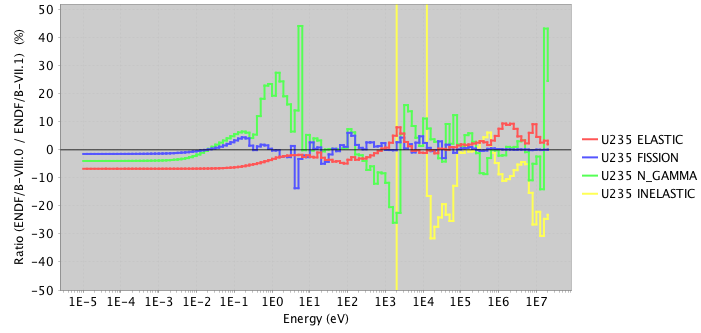 Ratio (ENDF/B-VIII.0 / ENDF/B-VII.1) (%)
50
40
30
20
10
0
-10
-20
-30
-40
-50
1E-5 1E-4 1E-3 1E-2 1E-1 1E0 1E1 1E2 1E3 1E4 1E5 1E6 1E7
Energy (eV)
U235 ELASTIC
U235 FISSION
U235 N_GAMMA
U235 INELASTIC